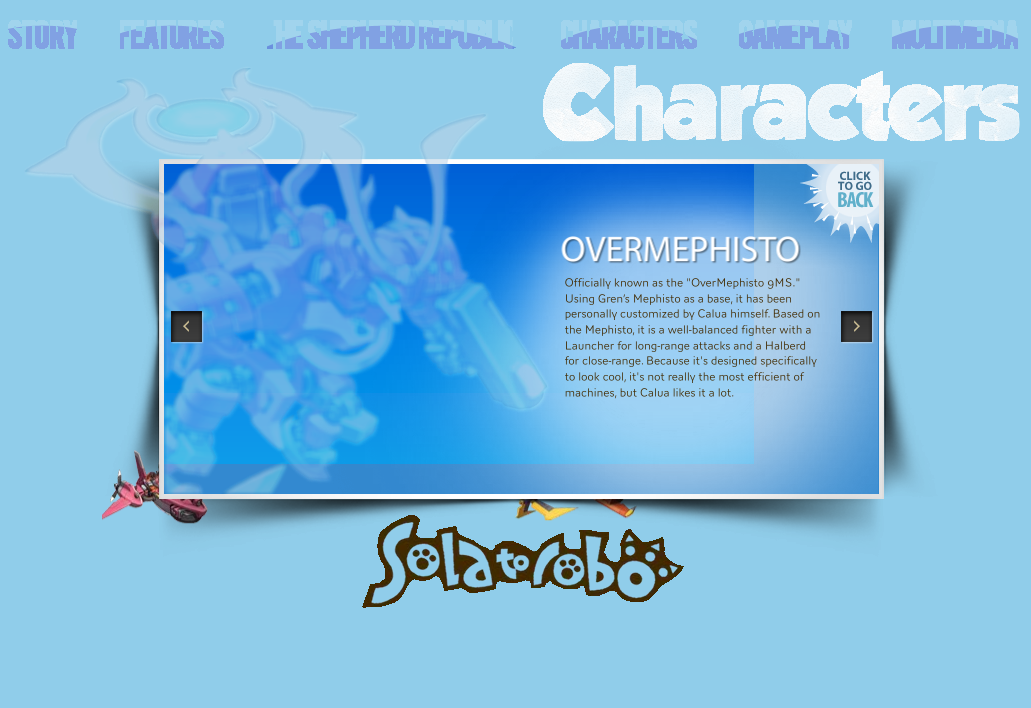 STORY FEATURES THE SHEPHERD REPUBLIC CHARACTERS GAMEPLAY MULTIMEDIA
Characters
CLICK
TO GO
BACK
OVERMEPHISTO
Officially known as the "OverMephisto 9MS."
Using Gren's Mephisto as a base, it has been
personally customized by Calua himself. Based on
the Mephisto, it is a well-balanced fighter with a
Launcher for long-range attacks and a Halberd
for close-range. Because it's designed specifically
to look cool, it's not really the most efficient of
machines, but Calua likes it a lot.
Solatorobo